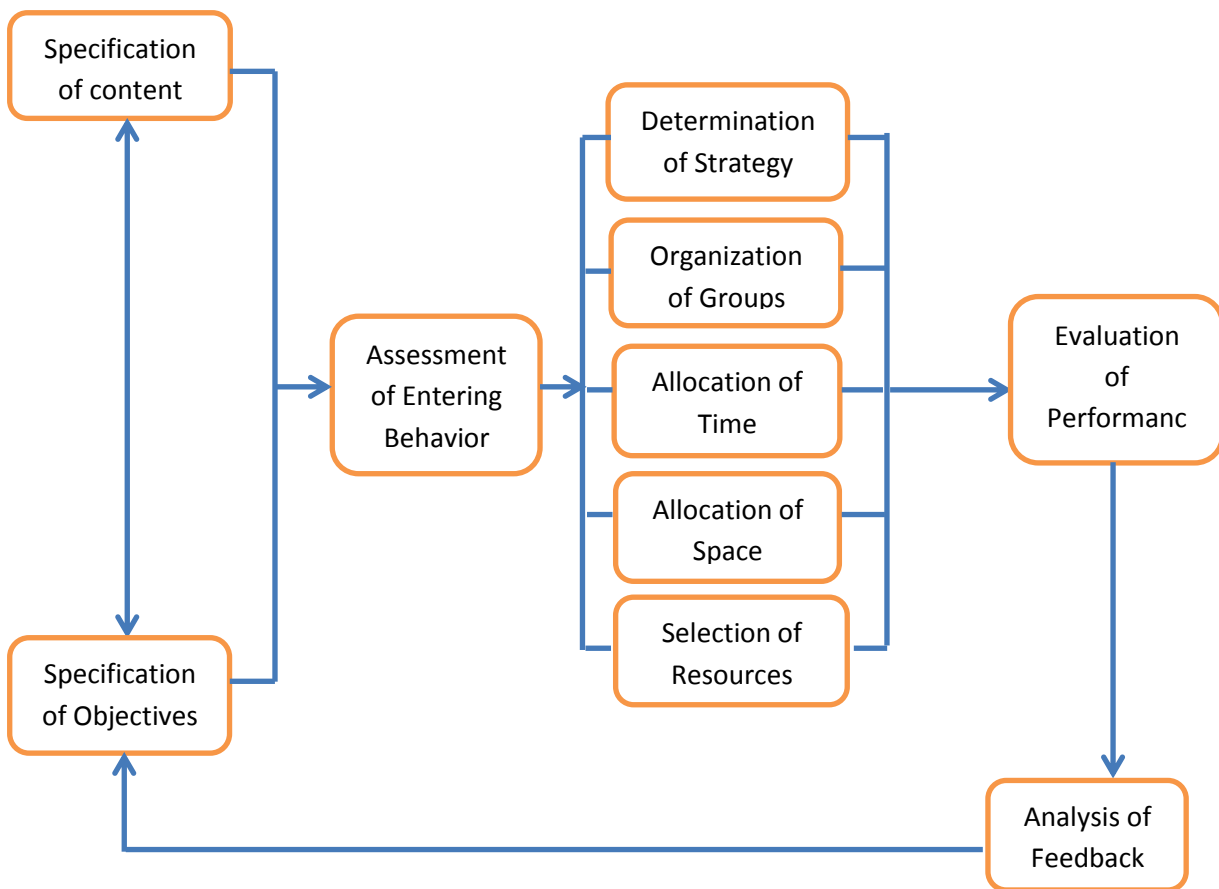 Specification
of content
Specification
of Objectives
Assessment
of Entering
Behavior
Determination
of Strategy
Organization
of Groups
Allocation of
Time
Allocation of
Space
Selection of
Resources
Evaluation
of
Performanc
Analysis of
Feedback